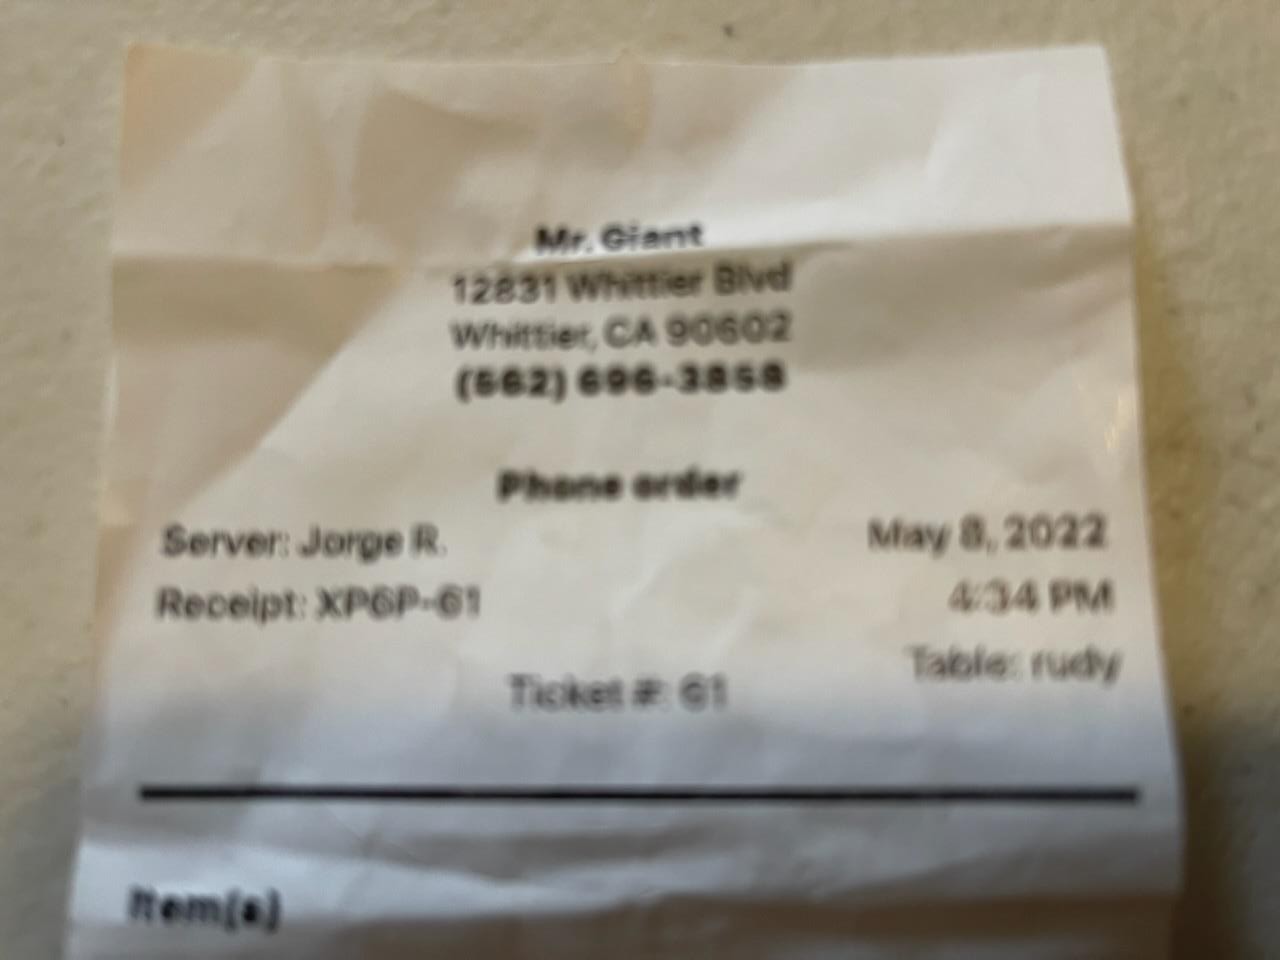 Mr. Giant
12831 Whittier Blvd
Whittier, CA 90602
(562) 696-3858
Phone order
Server: Jorge R.
May 8, 2022
Receipt: XP6P-61
4:34 PM
Table: rudy
Ticket #: 61
Item(s)